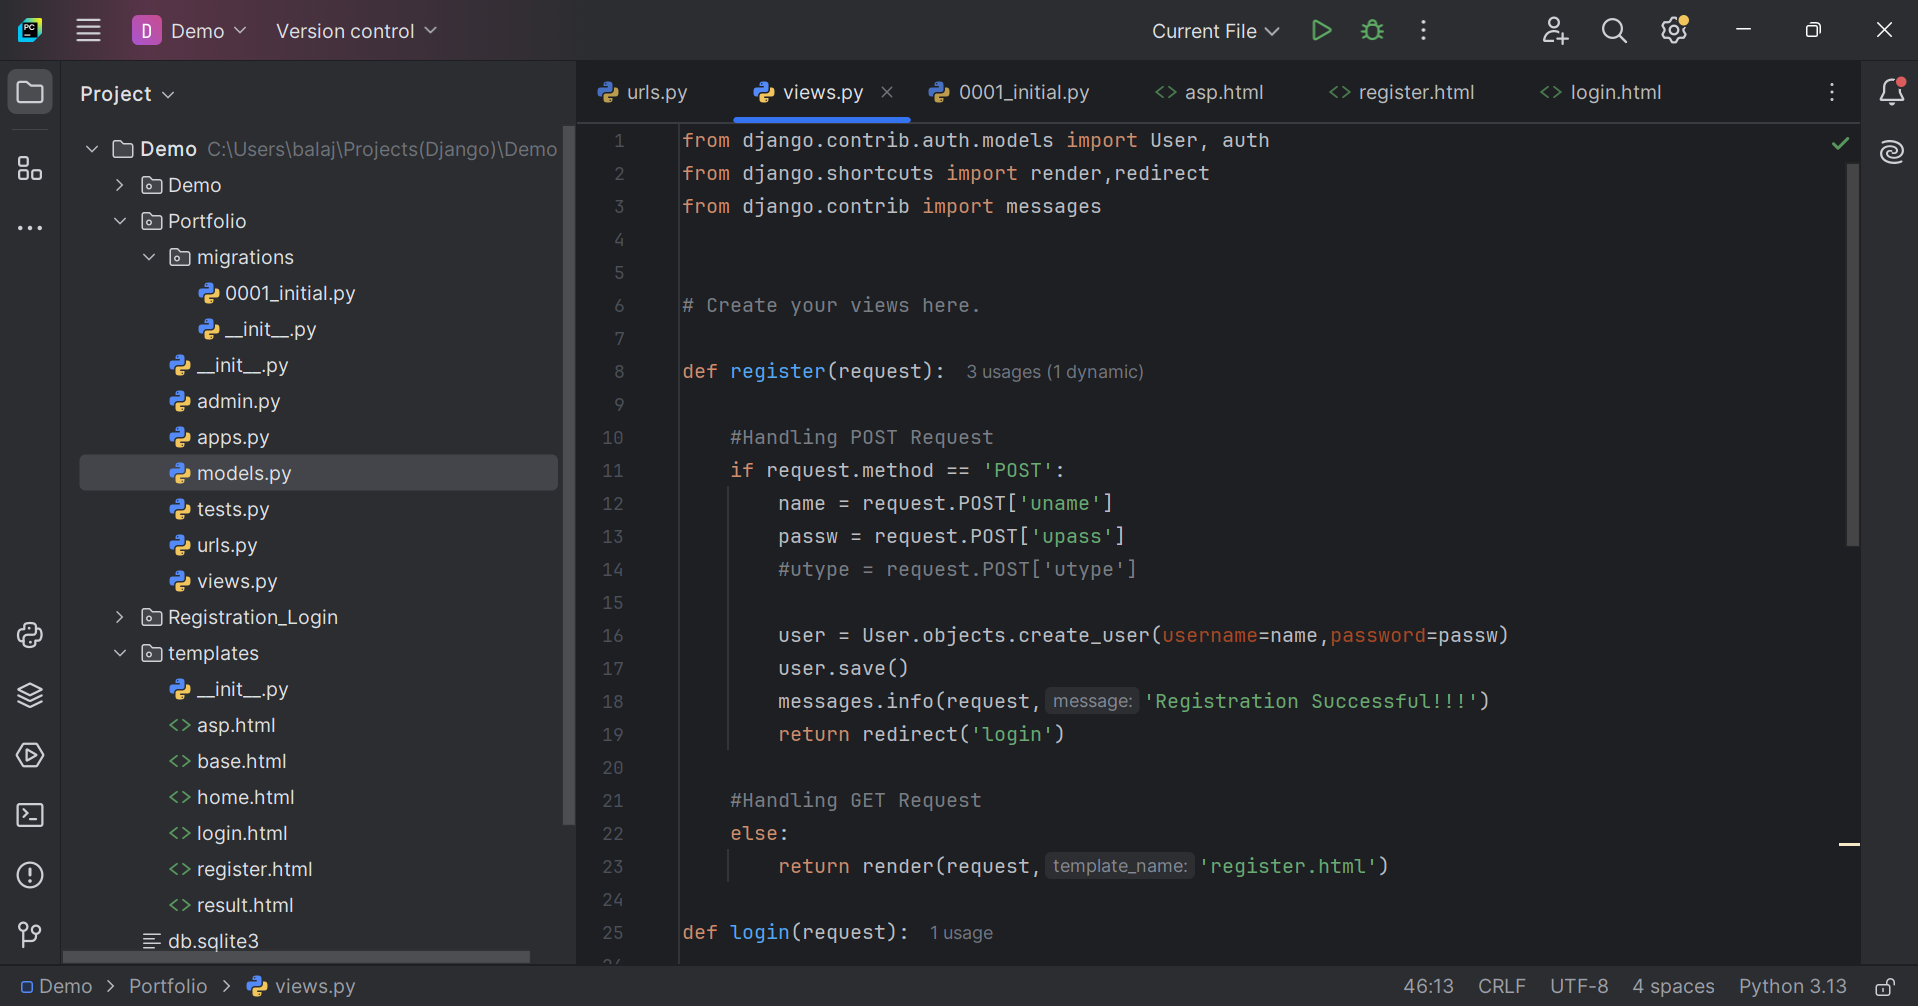 PC D Demo Version control Current File
Project
Demo C:\Users\balaj\Projects(Django)\Demo
Demo
Portfolio
migrations
0001_initial.py
__init__.py
__init__.py
admin.py
apps.py
models.py
tests.py
urls.py
views.py
Registration_Login
templates
__init__.py
<> asp.html
<> base.html
<> home.html
<> login.html
<> register.html
<> result.html
db.sqlite3
urls.py views.py 0001_initial.py <> asp.html <> register.html <> login.html
1 from django.contrib.auth.models import User, auth
2 from django.shortcuts import render,redirect
3 from django.contrib import messages
4
5
6 # Create your views here.
7
8 def register(request): 3 usages (1 dynamic)
9
10 #Handling POST Request
11 if request.method == 'POST':
12 name = request.POST['uname']
13 passw = request.POST['upass']
14 #utype = request.POST['utype']
15
16 user = User.objects.create_user(username=name,password=passw)
17 user.save()
18 messages.info(request, message: 'Registration Successful!!!')
19 return redirect('login')
20
21 #Handling GET Request
22 else:
23 return render(request, template_name: 'register.html')
24
25 def login(request): 1 usage
Demo > Portfolio > views.py 46:13 CRLF UTF-8 4 spaces Python 3.13